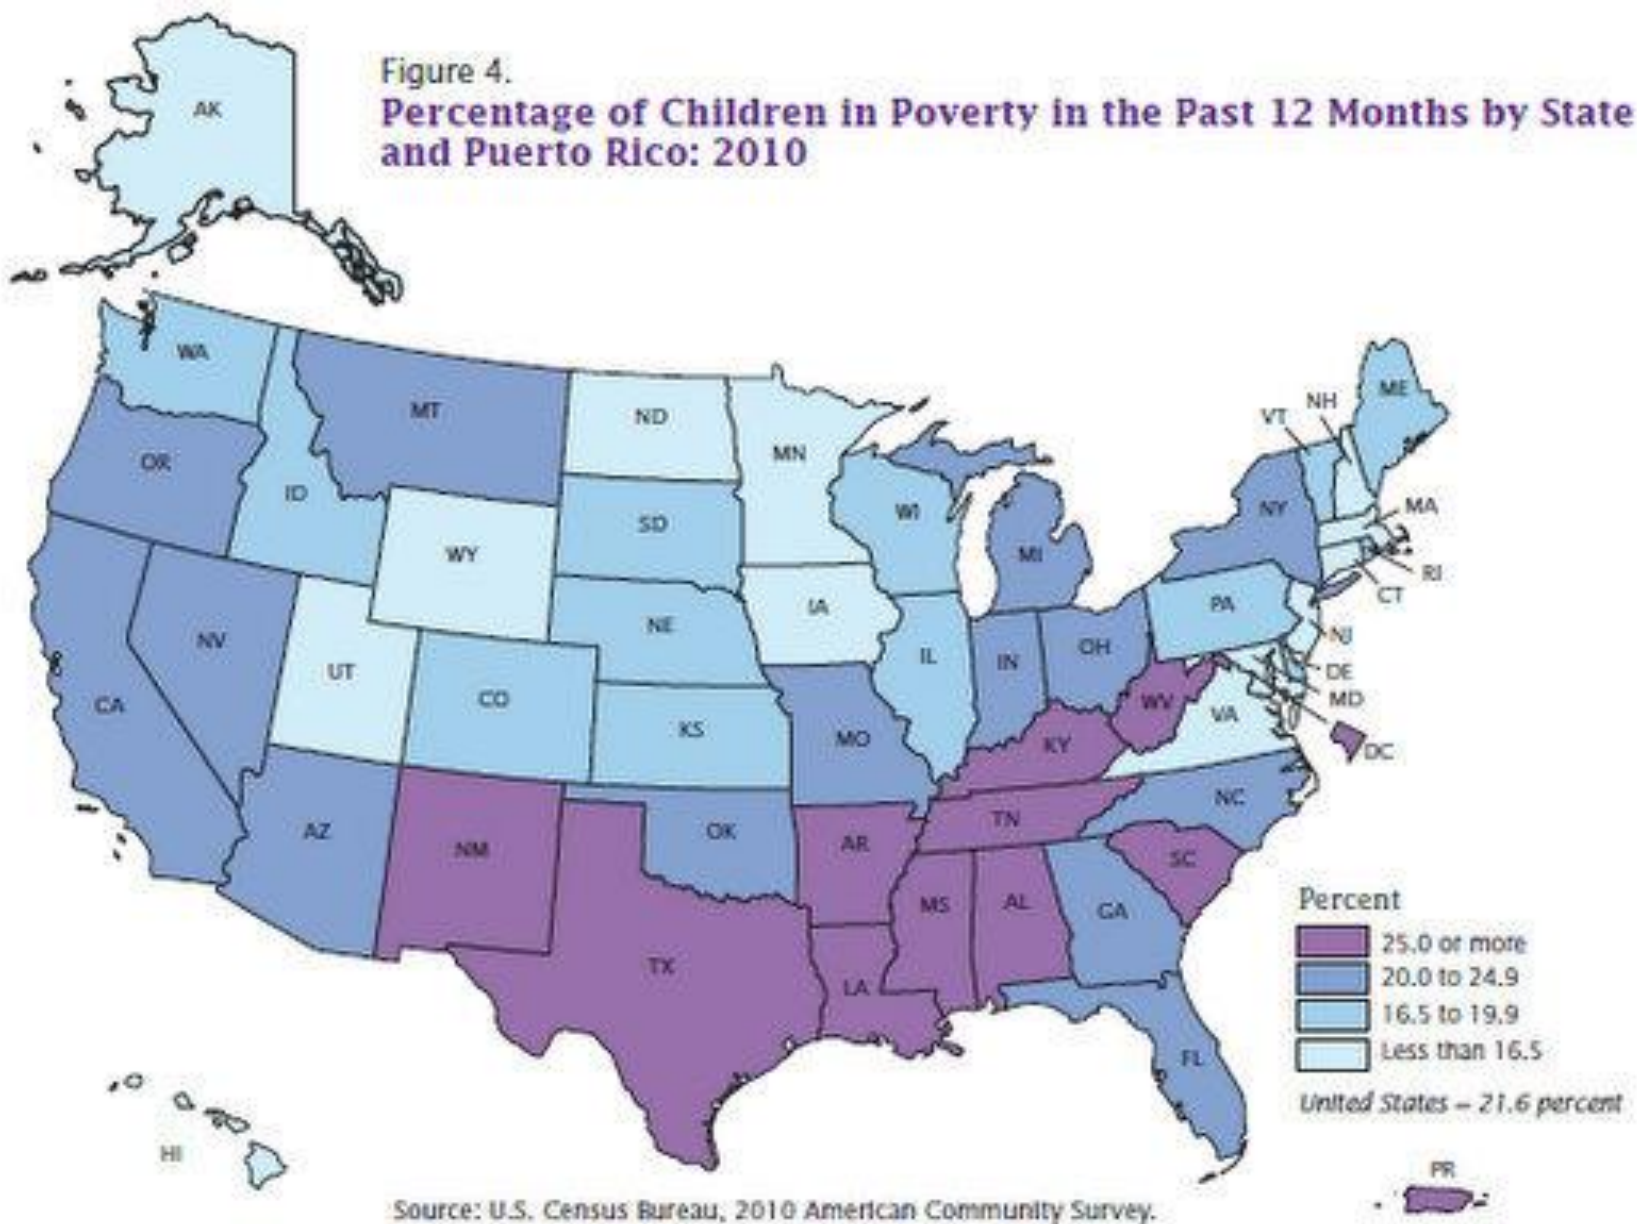 AK
Figure 4.
Percentage of Children in Poverty in the Past 12 Months by State
and Puerto Rico: 2010
WA
MT
ND
MN
ME
NH
VT
OR
ID
SD
WI
MI
NY
MA
RI
CT
WY
IA
NE
PA
NJ
NV
UT
CO
IL
IN
OH
DE
MD
CA
KS
MO
KY
WV
VA
DC
AZ
NM
OK
AR
TN
NC
SC
MS
AL
GA
TX
LA
FL
HI
Percent
25.0 or more
20.0 to 24.9
16.5 to 19.9
Less than 16.5
United States = 21.6 percent
PR
Source: U.S. Census Bureau, 2010 American Community Survey.